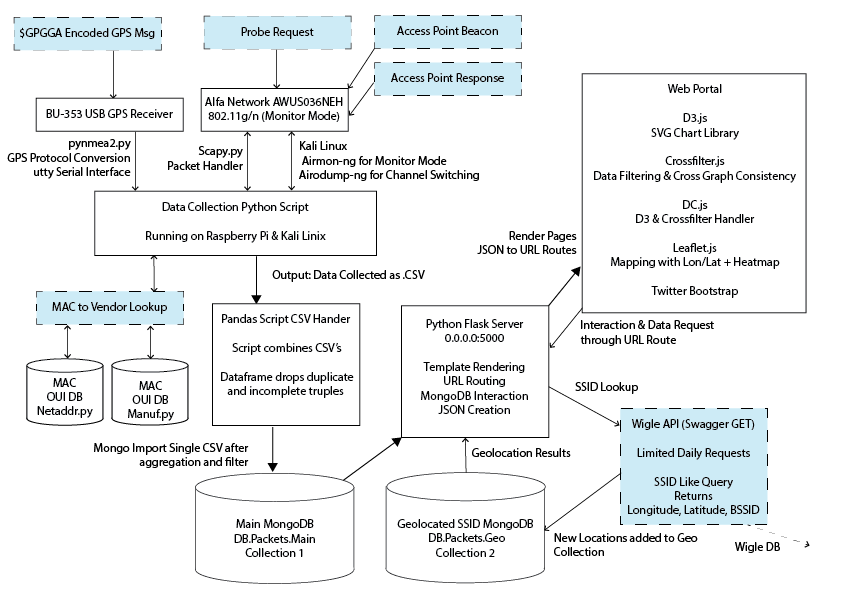 $GPGGA Encoded GPS Msg
Probe Request
Access Point Beacon
Access Point Response
BU-353 USB GPS Receiver
Alfa Network AWUS036NEH
802.11g/n (Monitor Mode)
pynmea2.py
GPS Protocol Conversion
utty Serial Interface
Scapy.py
Packet Handler
Kali Linux
Airmon-ng for Monitor Mode
Airodump-ng for Channel Switching
Data Collection Python Script
Running on Raspberry Pi & Kali Linix
Output: Data Collected as .CSV
MAC to Vendor Lookup
MAC
OUI DB
Netaddr.py
MAC
OUI DB
Manuf.py
Pandas Script CSV Hander
Script combines CSV's
Dataframe drops duplicate
and incomplete truples
Mongo Import Single CSV after
aggregation and filter
Main MongoDB
DB.Packets.Main
Collection 1
Python Flask Server
0.0.0.0:5000
Template Rendering
URL Routing
MongoDB Interaction
JSON Creation
Geolocation Results
Geolocated SSID MongoDB
DB.Packets.Geo
Collection 2
Render Pages
JSON to URL Routes
Web Portal
D3.js
SVG Chart Library
Crossfilter.js
Data Filtering & Cross Graph Consistency
DC.js
D3 & Crossfilter Handler
Leaflet.js
Mapping with Lon/Lat + Heatmap
Twitter Bootstrap
Interaction & Data Request
through URL Route
SSID Lookup
Wigle API (Swagger GET)
Limited Daily Requests
SSID Like Query
Returns
Longitude, Latitude, BSSID
New Locations added to Geo
Collection
Wigle DB